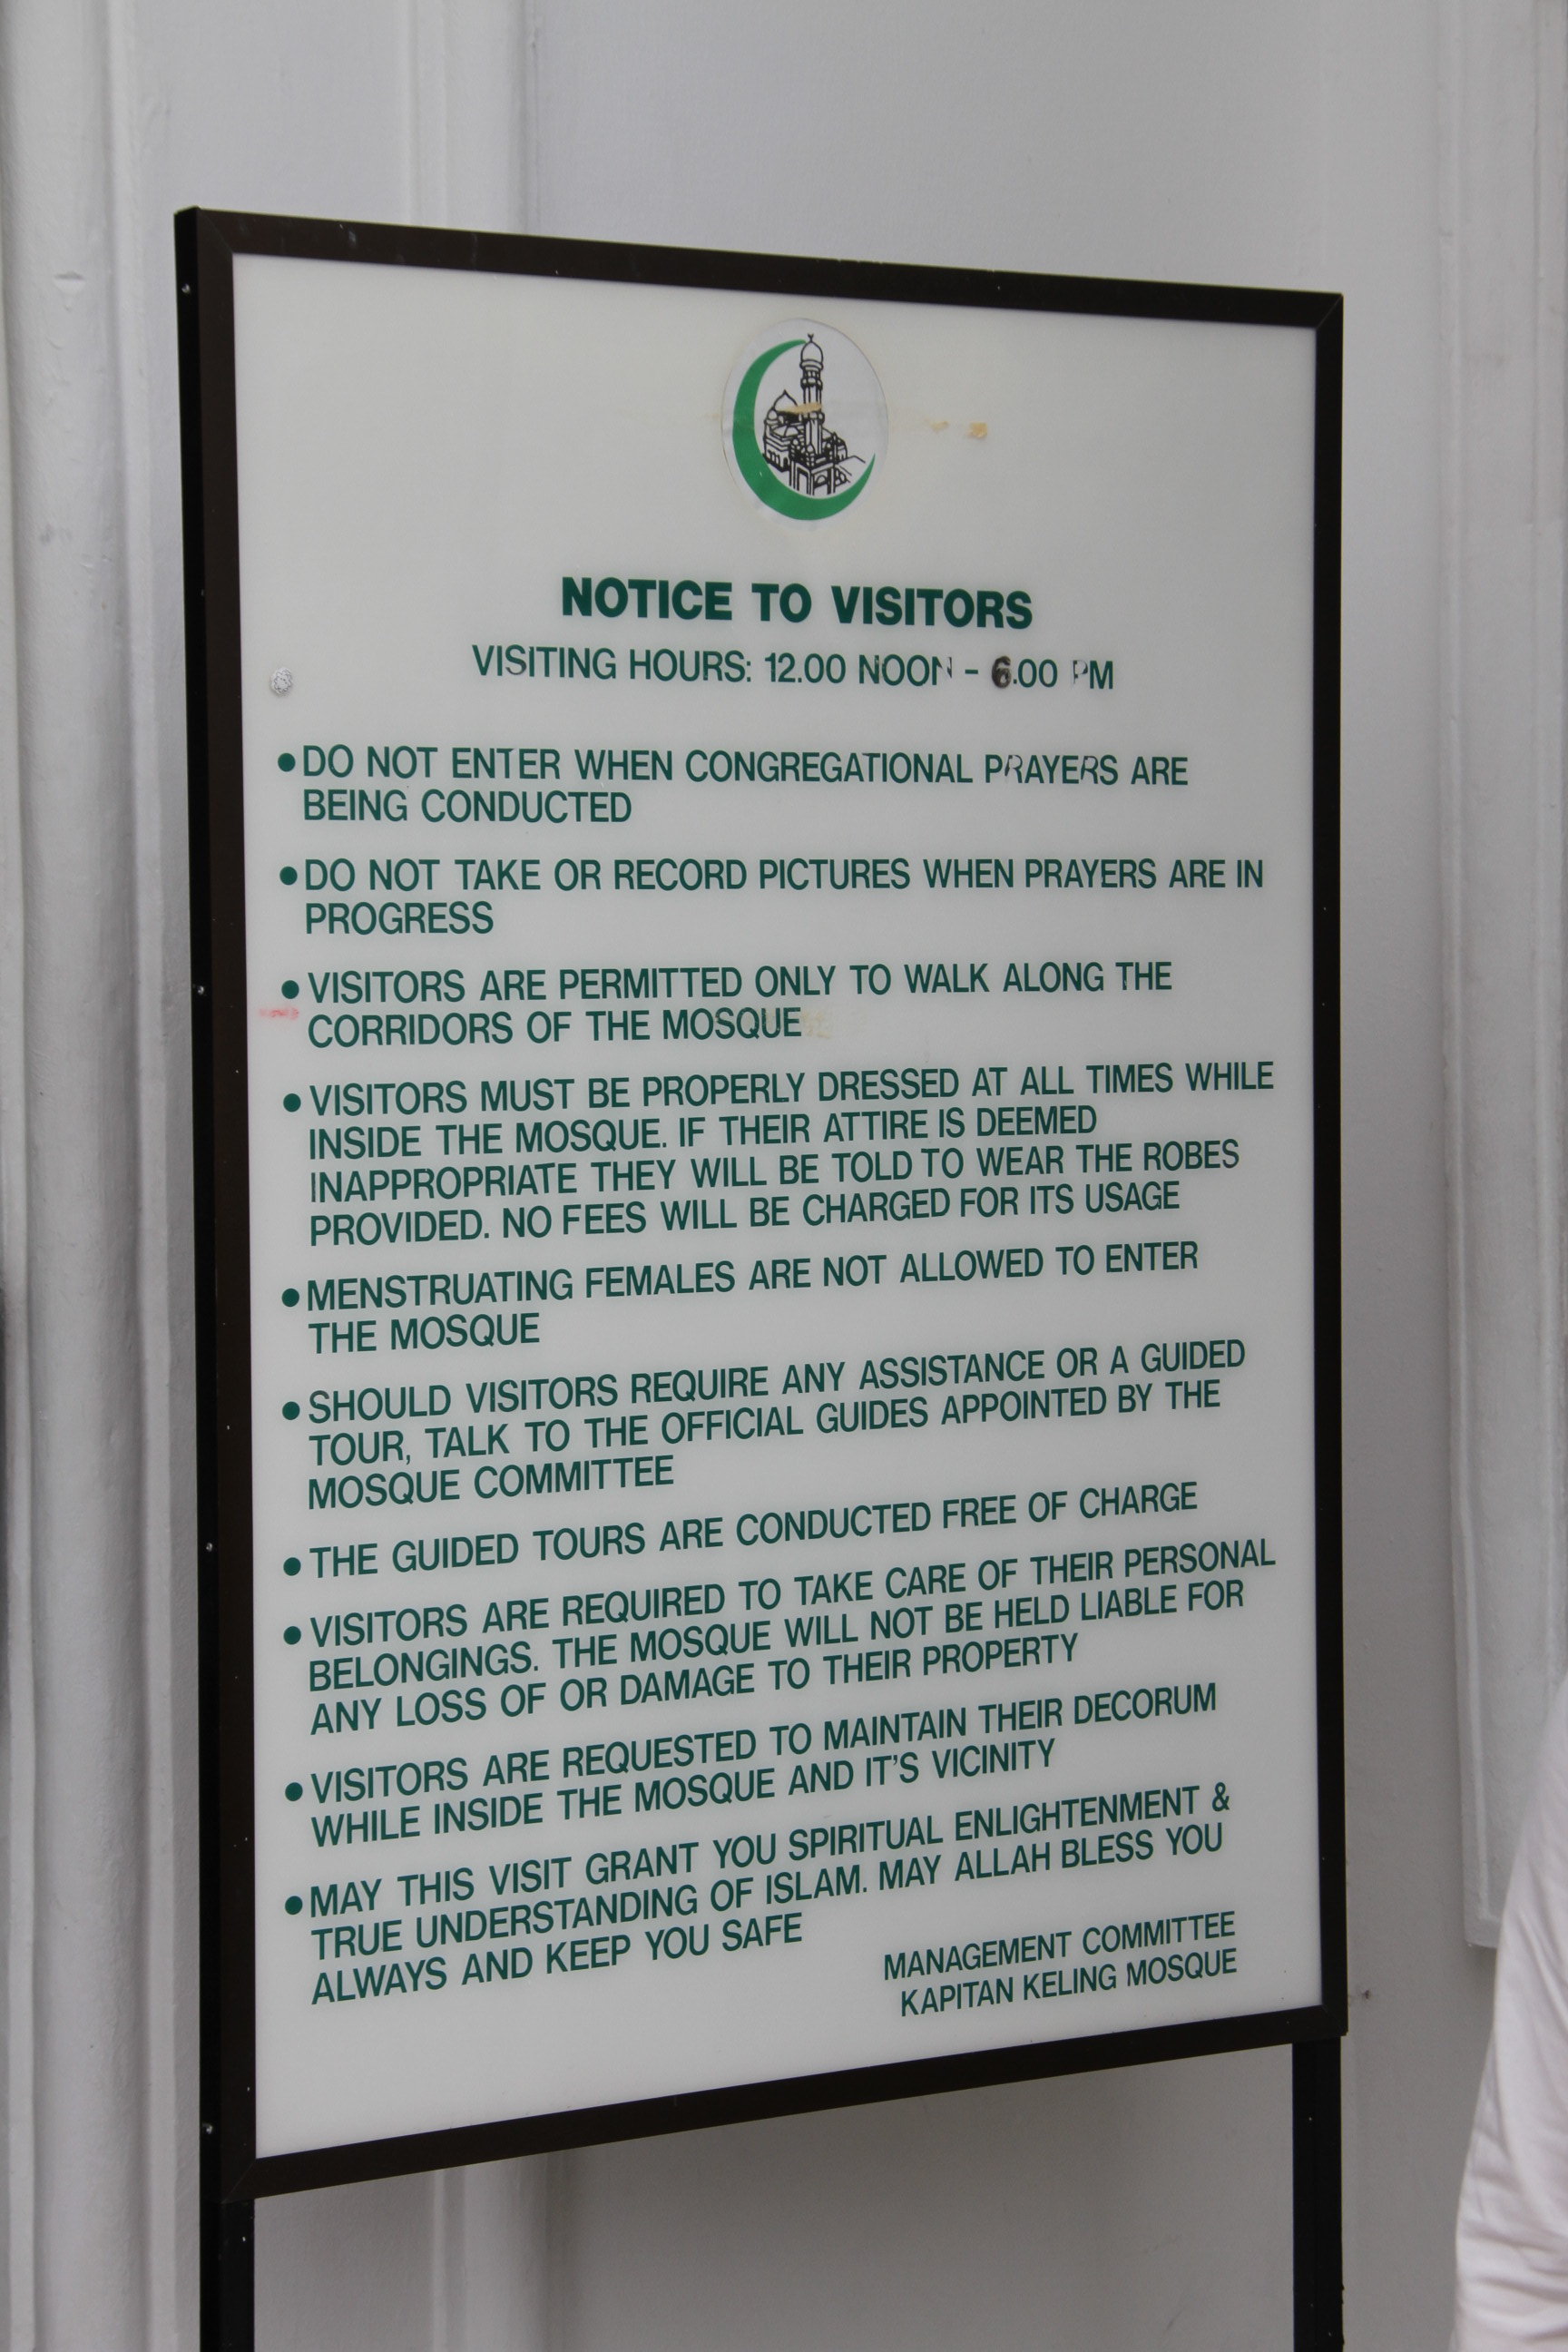 NOTICE TO VISITORS
VISITING HOURS: 12.00 NOON - 6.00 PM
• DO NOT ENTER WHEN CONGREGATIONAL PRAYERS ARE
BEING CONDUCTED
• DO NOT TAKE OR RECORD PICTURES WHEN PRAYERS ARE IN
PROGRESS
• VISITORS ARE PERMITTED ONLY TO WALK ALONG THE
CORRIDORS OF THE MOSQUE
• VISITORS MUST BE PROPERLY DRESSED AT ALL TIMES WHILE
INSIDE THE MOSQUE. IF THEIR ATTIRE IS DEEMED
INAPPROPRIATE THEY WILL BE TOLD TO WEAR THE ROBES
PROVIDED. NO FEES WILL BE CHARGED FOR ITS USAGE
• MENSTRUATING FEMALES ARE NOT ALLOWED TO ENTER
THE MOSQUE
• SHOULD VISITORS REQUIRE ANY ASSISTANCE OR A GUIDED
TOUR, TALK TO THE OFFICIAL GUIDES APPOINTED BY THE
MOSQUE COMMITTEE
• THE GUIDED TOURS ARE CONDUCTED FREE OF CHARGE
• VISITORS ARE REQUIRED TO TAKE CARE OF THEIR PERSONAL
BELONGINGS. THE MOSQUE WILL NOT BE HELD LIABLE FOR
ANY LOSS OF OR DAMAGE TO THEIR PROPERTY
• VISITORS ARE REQUESTED TO MAINTAIN THEIR DECORUM
WHILE INSIDE THE MOSQUE AND IT'S VICINITY
• MAY THIS VISIT GRANT YOU SPIRITUAL ENLIGHTENMENT &
TRUE UNDERSTANDING OF ISLAM. MAY ALLAH BLESS YOU
ALWAYS AND KEEP YOU SAFE
MANAGEMENT COMMITTEE
KAPITAN KELING MOSQUE